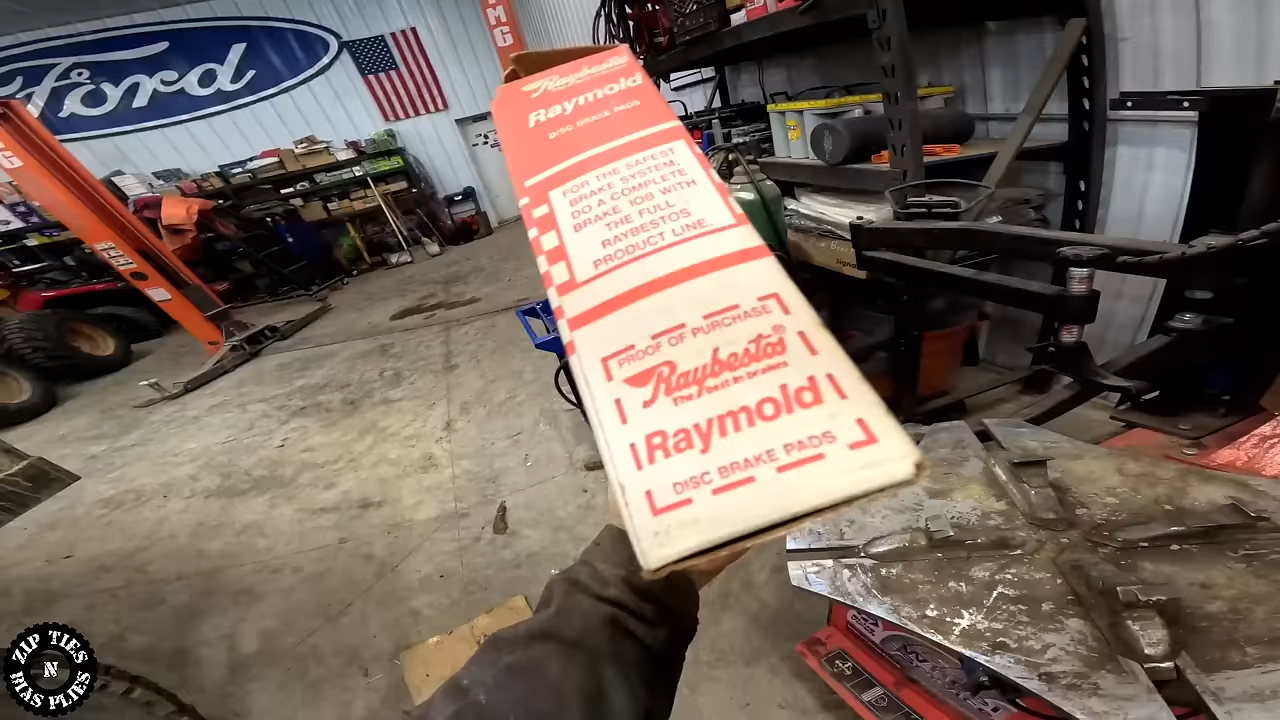 Ford
MG
Raybestos
Raymold
DISC BRAKE PADS
FOR THE SAFEST
BRAKE SYSTEM,
DO A COMPLETE
BRAKE JOB WITH
THE FULL
RAYBESTOS
PRODUCT LINE.
PROOF OF PURCHASE
Raybestos®
The best in brakes
Raymold
DISC BRAKE PADS
ZIP TIES
N
BIAS PLIES